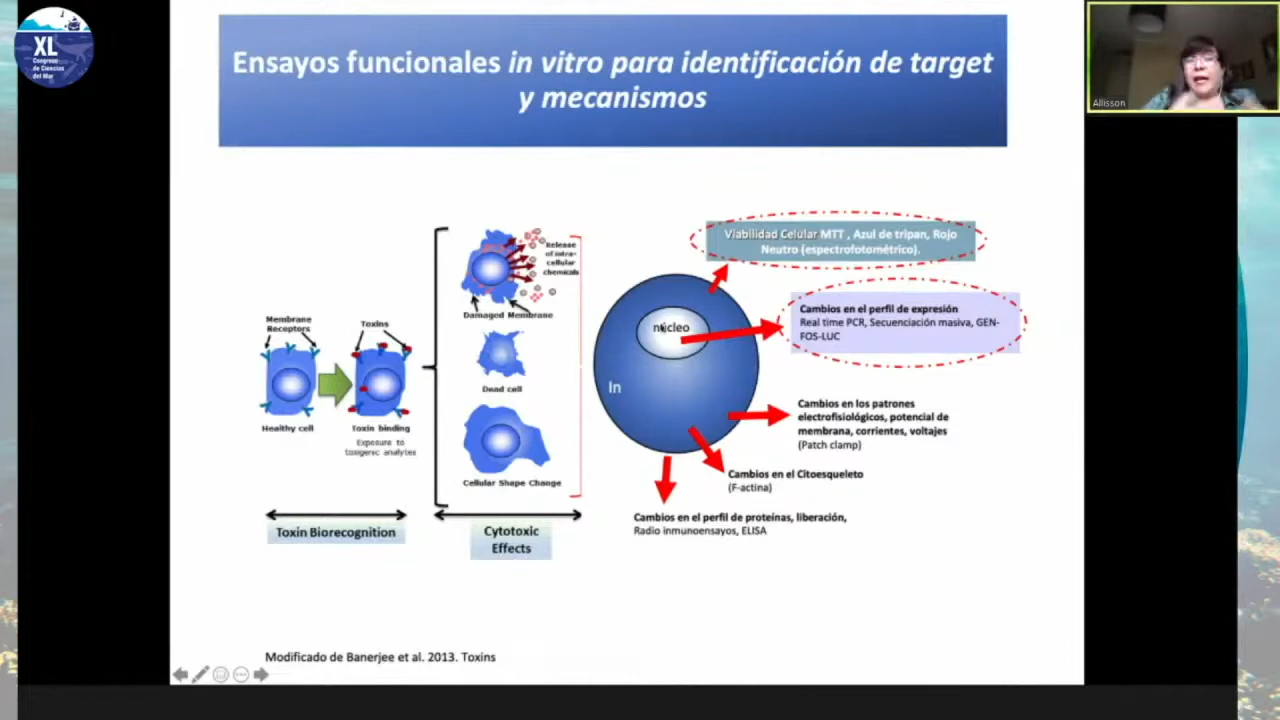 XL
Congreso
de Ciencias
del Mar
Ensayos funcionales in vitro para identificación de target
y mecanismos
Allisson
Membrane
Receptors
Toxins
Healthy cell
Toxin binding
Exposure to
toxigenic analytes
Toxin Biorecognition
Release
of intra-
cellular
chemicals
Damaged Membrane
Dead cell
Cellular Shape Change
Cytotoxic
Effects
núcleo
In
Viabilidad Celular MTT , Azul de tripan, Rojo
Neutro (espectrofotométrico).
Cambios en el perfil de expresión
Real time PCR, Secuenciación masiva, GEN-
FOS-LUC
Cambios en los patrones
electrofisiológicos, potencial de
membrana, corrientes, voltajes
(Patch clamp)
Cambios en el Citoesqueleto
(F-actina)
Cambios en el perfil de proteínas, liberación,
Radio inmunoensayos, ELISA
Modificado de Banerjee et al. 2013. Toxins